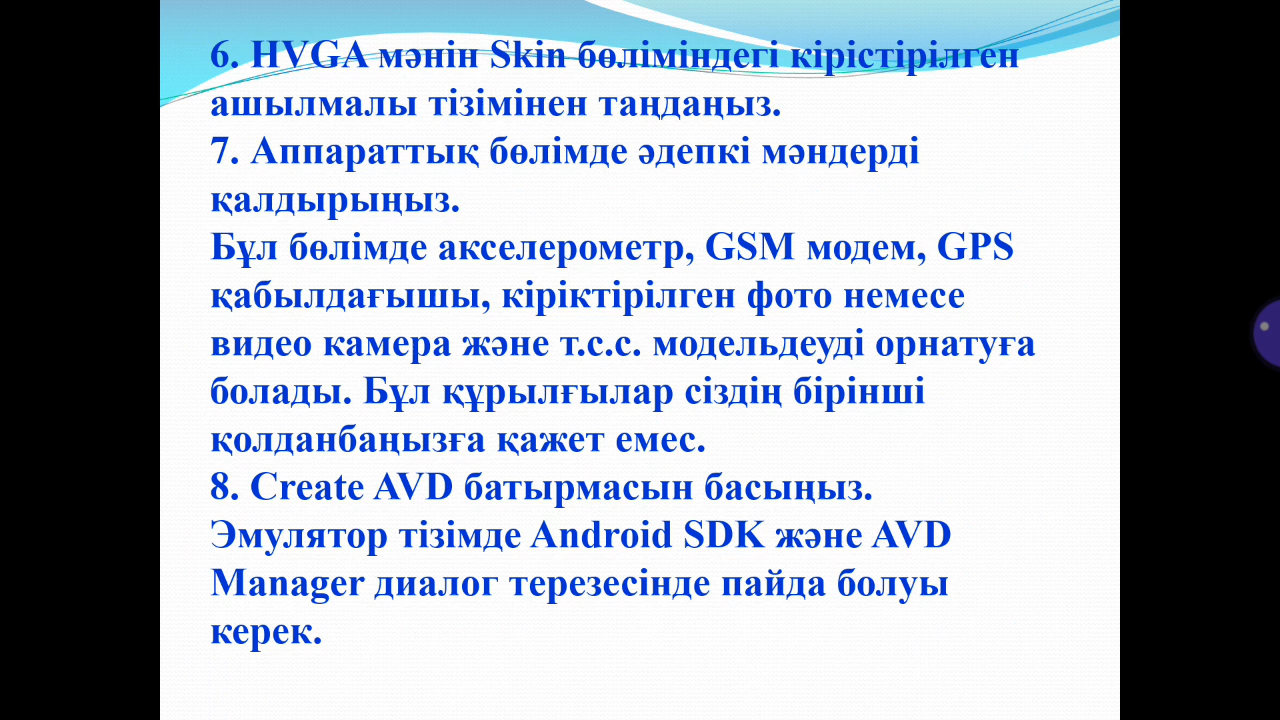 6. HVGA мәнін Skin бөліміндегі кірістірілген
ашылмалы тізімінен таңдаңыз.
7. Аппараттық бөлімде әдепкі мәндерді
қалдырыңыз.
Бұл бөлімде акселерометр, GSM модем, GPS
қабылдағышы, кіріктірілген фото немесе
видео камера және т.с.с. модельдеуді орнатуға
болады. Бұл құрылғылар сіздің бірінші
қолданбаңызға қажет емес.
8. Create AVD батырмасын басыңыз.
Эмулятор тізімде Android SDK және AVD
Manager диалог терезесінде пайда болуы
керек.